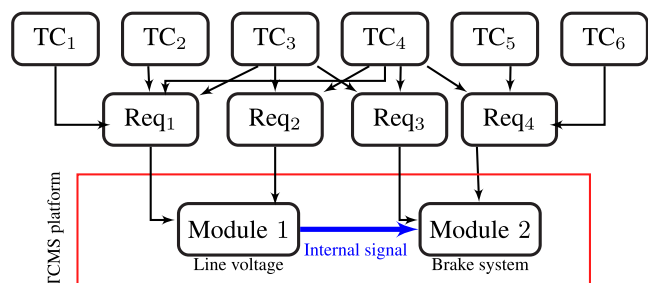 TC₁ TC₂ TC₃ TC₄ TC₅ TC₆
Req₁ Req₂ Req₃ Req₄
TCMS platform
Module 1 Module 2
Internal signal
Line voltage Brake system